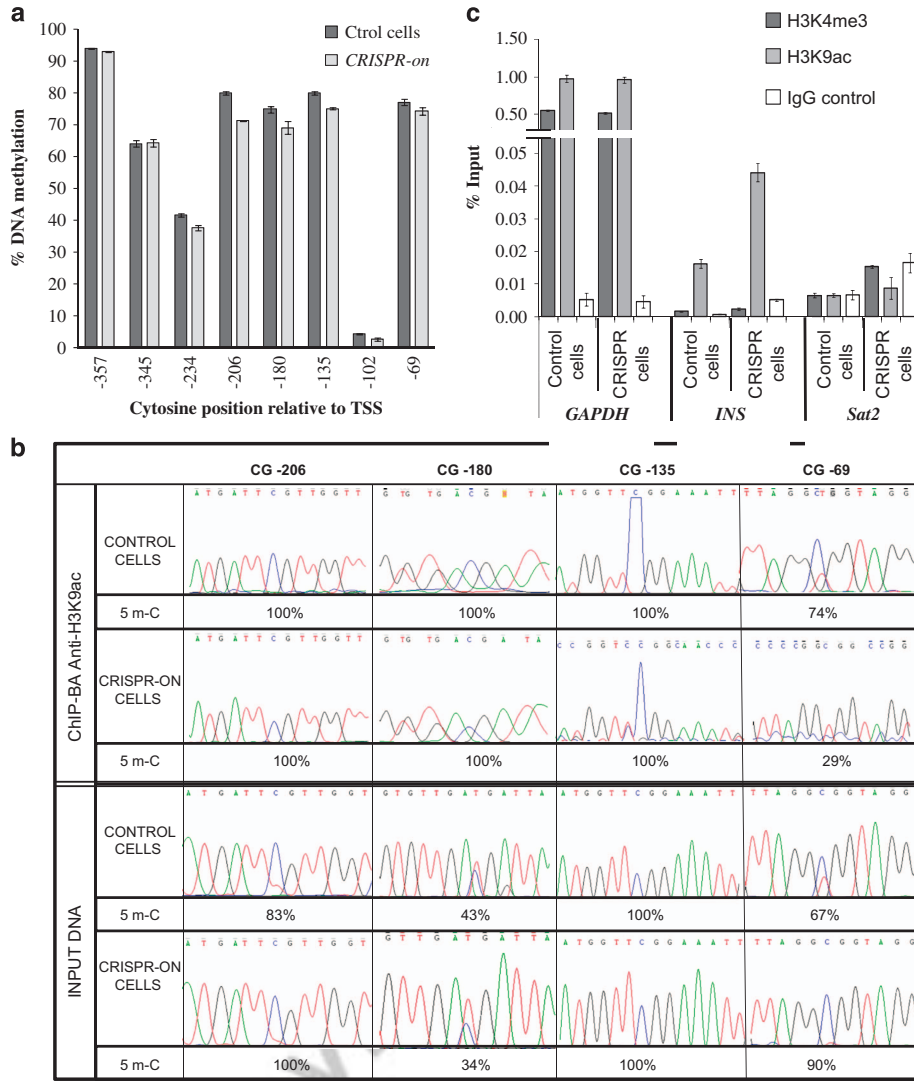 a
100
90
80
70
60
50
40
30
20
10
0
% DNA methylation
Ctrol cells
CRISPR-on
-357
-345
-234
-206
-180
-135
-102
-69
Cytosine position relative to TSS
c
H3K4me3
H3K9ac
IgG control
1.50
1.00
0.50
0.05
0.04
0.03
0.02
0.01
0.00
% Input
Control cells
CRISPR cells
Control cells
CRISPR cells
Control cells
CRISPR cells
GAPDH
INS
Sat2
b
CG -206
CG -180
CG -135
CG -69
ChIP-BA Anti-H3K9ac
CONTROL CELLS
A T G A T T C G T T G G T T
G T G T G A C G T A
A T G G T T C G G A A A T T
T T A G G C T G G T A G G
5 m-C
100%
100%
100%
74%
CRISPR-ON CELLS
A T G A T T C G T T G G T T
G T G T G A C G A T A
C C G G T C C G G C A A C C C
C C C C G G C G G C C G G
5 m-C
100%
100%
100%
29%
INPUT DNA
CONTROL CELLS
A T G A T T C G T T G G T
G T G T T G A T G A T T A
A T G G T T C G G A A A T T
T T A G G C G G T A G G
5 m-C
83%
43%
100%
67%
CRISPR-ON CELLS
A T G A T T C G T T G G T
G T T G A T G A T T A
A T G G T T C G G A A A T T
T T A G G C G G T A G G
5 m-C
100%
34%
100%
90%